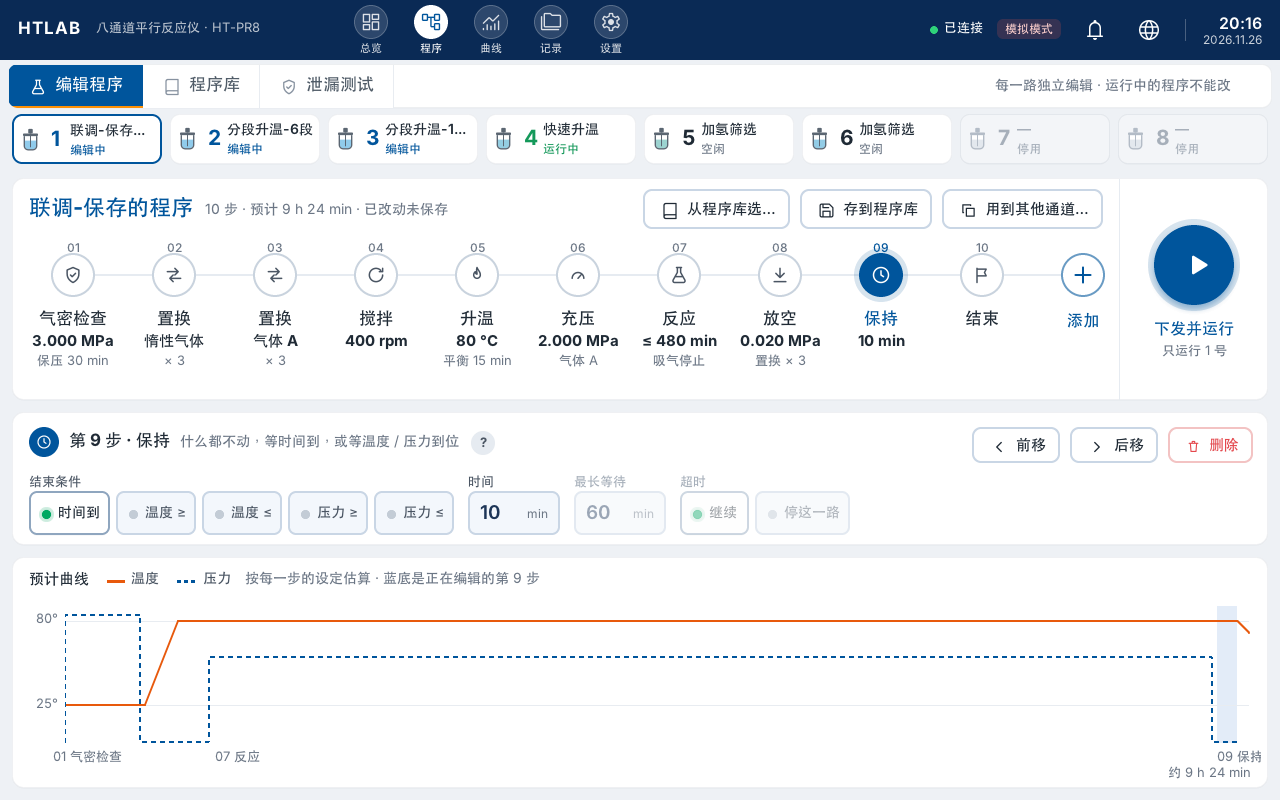 HTLAB 八通道平行反应仪 · HT-PR8
总览 程序 曲线 记录 设置
已连接 模拟模式 20:16
2026.11.26
编辑程序 程序库 泄漏测试 每一路独立编辑 · 运行中的程序不能改
1 联调-保存... 编辑中
2 分段升温-6段 编辑中
3 分段升温-1... 编辑中
4 快速升温 运行中
5 加氢筛选 空闲
6 加氢筛选 空闲
7 — 停用
8 — 停用
联调-保存的程序 10 步 · 预计 9 h 24 min · 已改动未保存 从程序库选... 存到程序库 用到其他通道...
01 02 03 04 05 06 07 08 09 10
气密检查 置换 置换 搅拌 升温 充压 反应 放空 保持 结束 添加
3.000 MPa 惰性气体 气体 A 400 rpm 80 °C 2.000 MPa ≤ 480 min 0.020 MPa 10 min
保压 30 min × 3 × 3 平衡 15 min 气体 A 吸气停止 置换 × 3
下发并运行
只运行 1 号
第 9 步 · 保持 什么都不动，等时间到，或等温度 / 压力到位 ? 前移 后移 删除
结束条件 时间 最长等待 超时
时间到 温度 ≥ 温度 ≤ 压力 ≥ 压力 ≤ 10 min 60 min 继续 停这一路
预计曲线 温度 压力 按每一步的设定估算 · 蓝底是正在编辑的第 9 步
80°
25°
01 气密检查 07 反应 09 保持
约 9 h 24 min